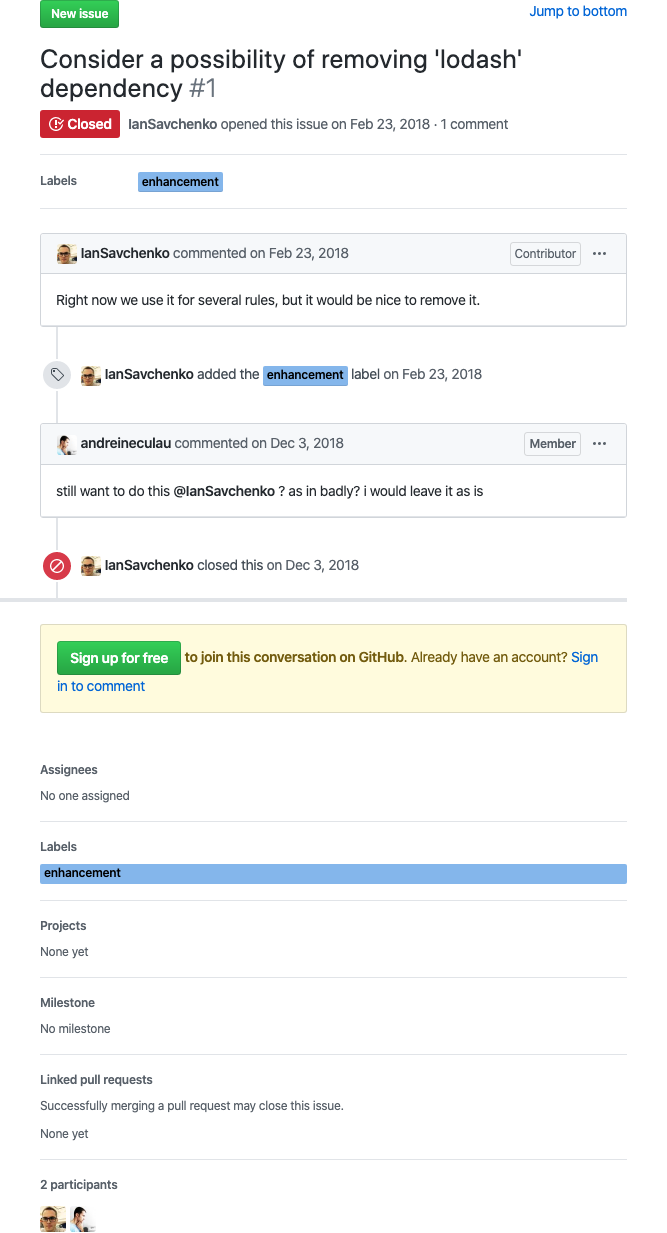 New issue
Jump to bottom
Consider a possibility of removing 'lodash'
dependency #1
Closed IanSavchenko opened this issue on Feb 23, 2018 · 1 comment
Labels enhancement
IanSavchenko commented on Feb 23, 2018 Contributor
Right now we use it for several rules, but it would be nice to remove it.
IanSavchenko added the enhancement label on Feb 23, 2018
andreineculau commented on Dec 3, 2018 Member
still want to do this @IanSavchenko ? as in badly? i would leave it as is
IanSavchenko closed this on Dec 3, 2018
Sign up for free to join this conversation on GitHub. Already have an account? Sign
in to comment
Assignees
No one assigned
Labels
enhancement
Projects
None yet
Milestone
No milestone
Linked pull requests
Successfully merging a pull request may close this issue.
None yet
2 participants